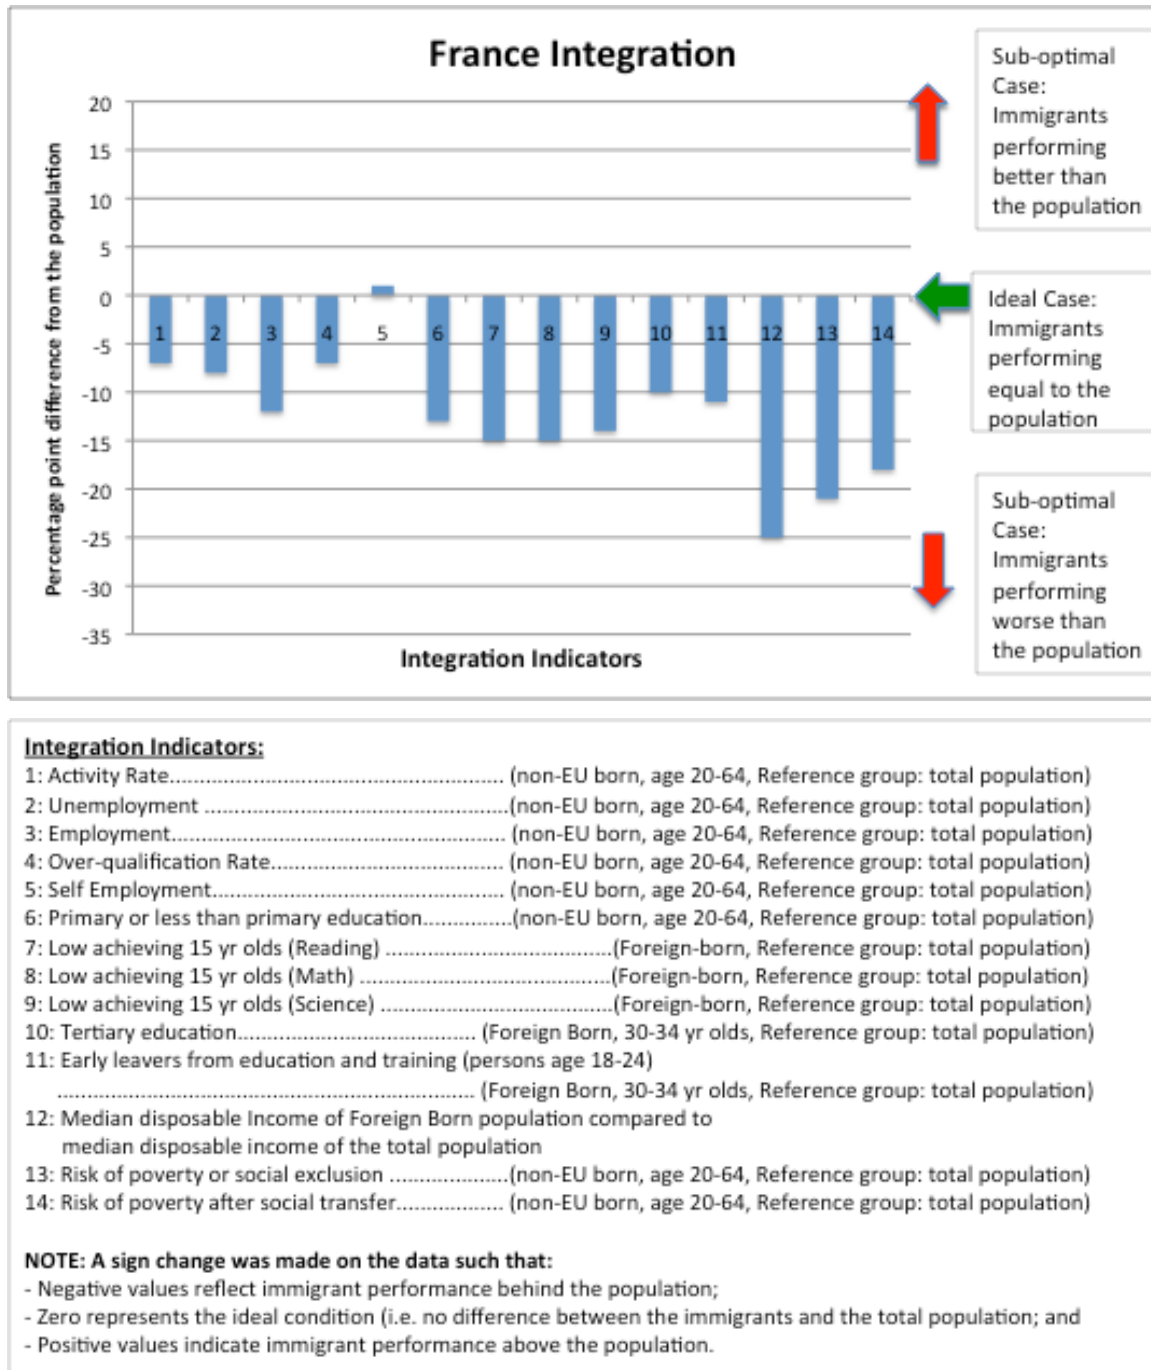 France Integration
Percentage point difference from the population
20
15
10
5
0
-5
-10
-15
-20
-25
-30
-35
1
2
3
4
5
6
7
8
9
10
11
12
13
14
Integration Indicators
Sub-optimal
Case:
Immigrants
performing
better than
the population
Ideal Case:
Immigrants
performing
equal to the
population
Sub-optimal
Case:
Immigrants
performing
worse than
the population
Integration Indicators:
1: Activity Rate....................................................... (non-EU born, age 20-64, Reference group: total population)
2: Unemployment ..................................................(non-EU born, age 20-64, Reference group: total population)
3: Employment....................................................... (non-EU born, age 20-64, Reference group: total population)
4: Over-qualification Rate...................................... (non-EU born, age 20-64, Reference group: total population)
5: Self Employment................................................ (non-EU born, age 20-64, Reference group: total population)
6: Primary or less than primary education...............(non-EU born, age 20-64, Reference group: total population)
7: Low achieving 15 yr olds (Reading) ......................................(Foreign-born, Reference group: total population)
8: Low achieving 15 yr olds (Math) ..........................................(Foreign-born, Reference group: total population)
9: Low achieving 15 yr olds (Science) .......................................(Foreign-born, Reference group: total population)
10: Tertiary education....................................... (Foreign Born, 30-34 yr olds, Reference group: total population)
11: Early leavers from education and training (persons age 18-24)
..................................................................... (Foreign Born, 30-34 yr olds, Reference group: total population)
12: Median disposable Income of Foreign Born population compared to
median disposable income of the total population
13: Risk of poverty or social exclusion ....................(non-EU born, age 20-64, Reference group: total population)
14: Risk of poverty after social transfer.................. (non-EU born, age 20-64, Reference group: total population)
NOTE: A sign change was made on the data such that:
- Negative values reflect immigrant performance behind the population;
- Zero represents the ideal condition (i.e. no difference between the immigrants and the total population; and
- Positive values indicate immigrant performance above the population.